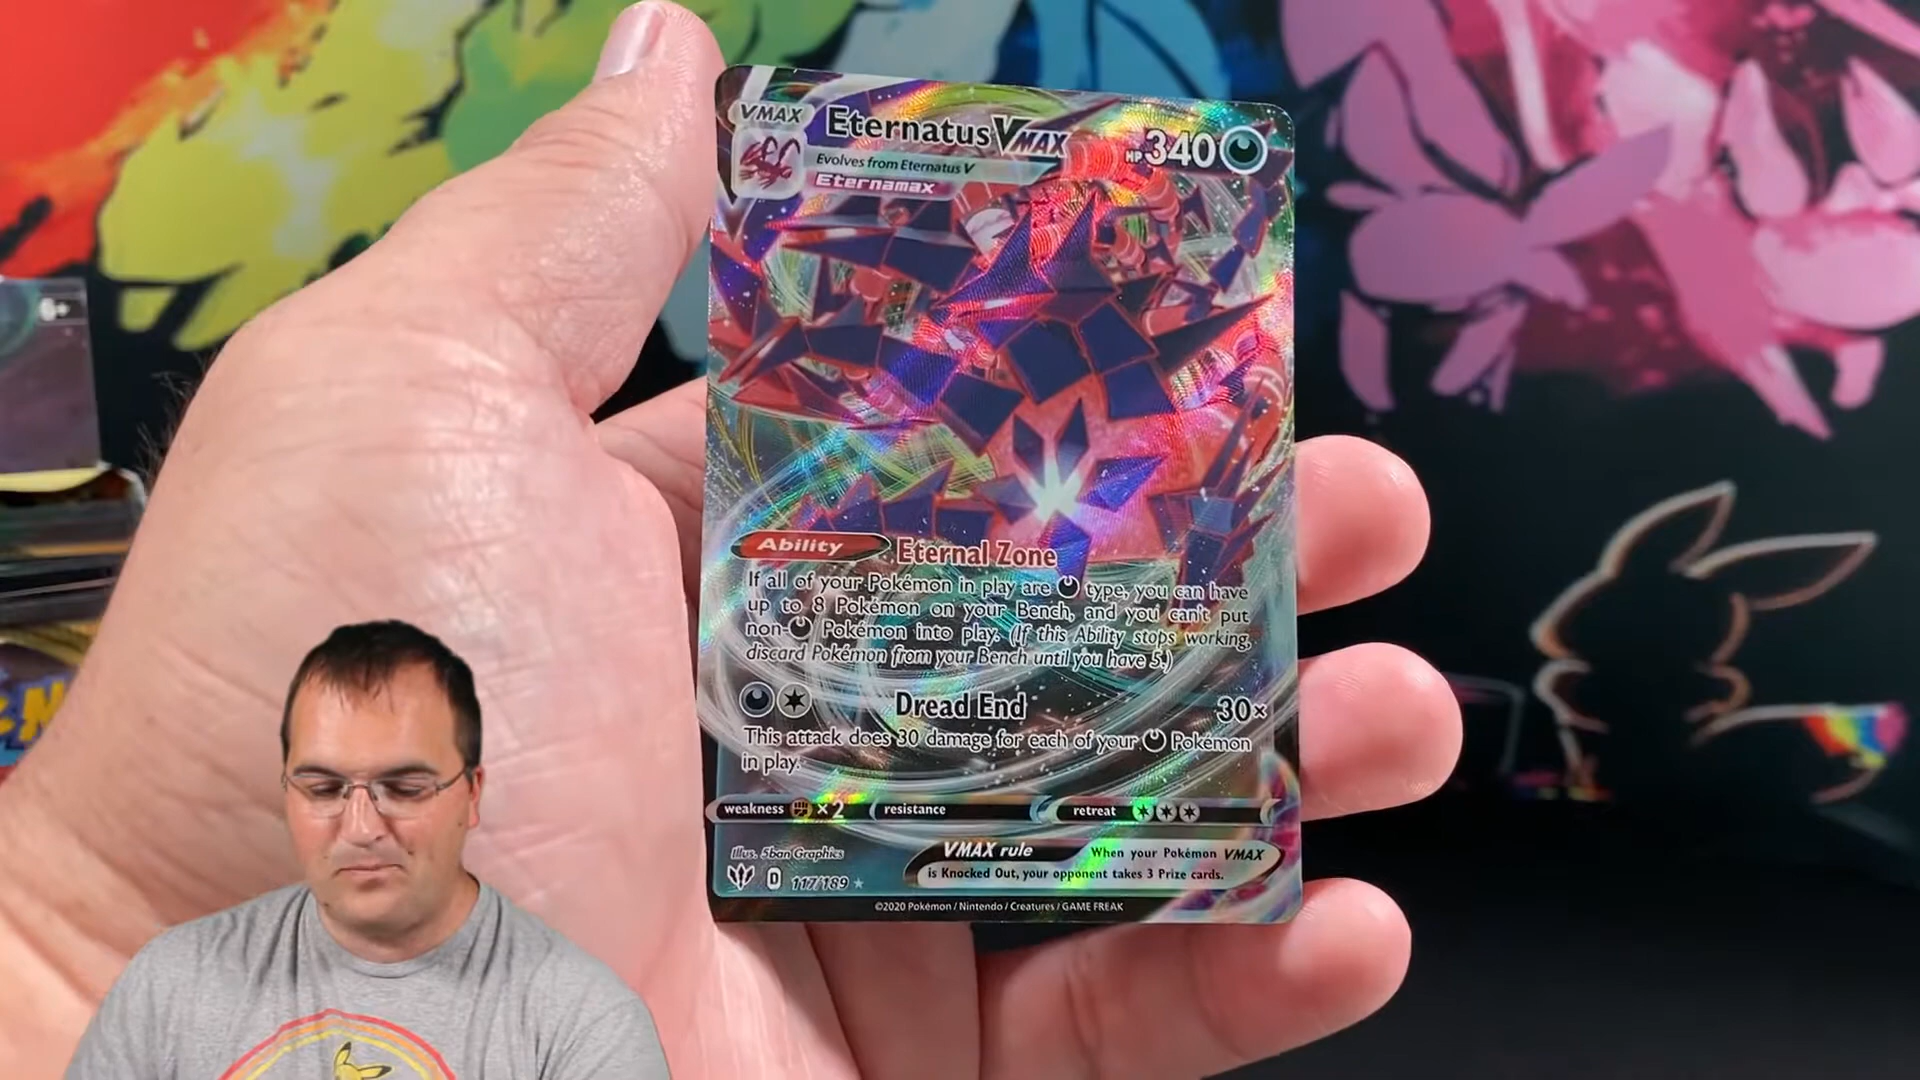 6+
VMAX
Eternatus VMAX
HP 340
Evolves from Eternatus V
Eternamax
Ability Eternal Zone
If all of your Pokémon in play are type, you can have
up to 8 Pokémon on your Bench, and you can't put
non- Pokémon into play. (If this Ability stops working,
discard Pokémon from your Bench until you have 5.)
Dread End 30×
This attack does 30 damage for each of your Pokémon
in play.
weakness ×2 resistance retreat
Illus. 5ban Graphics
VMAX rule When your Pokémon VMAX
is Knocked Out, your opponent takes 3 Prize cards.
D 117/189
©2020 Pokémon / Nintendo / Creatures / GAME FREAK